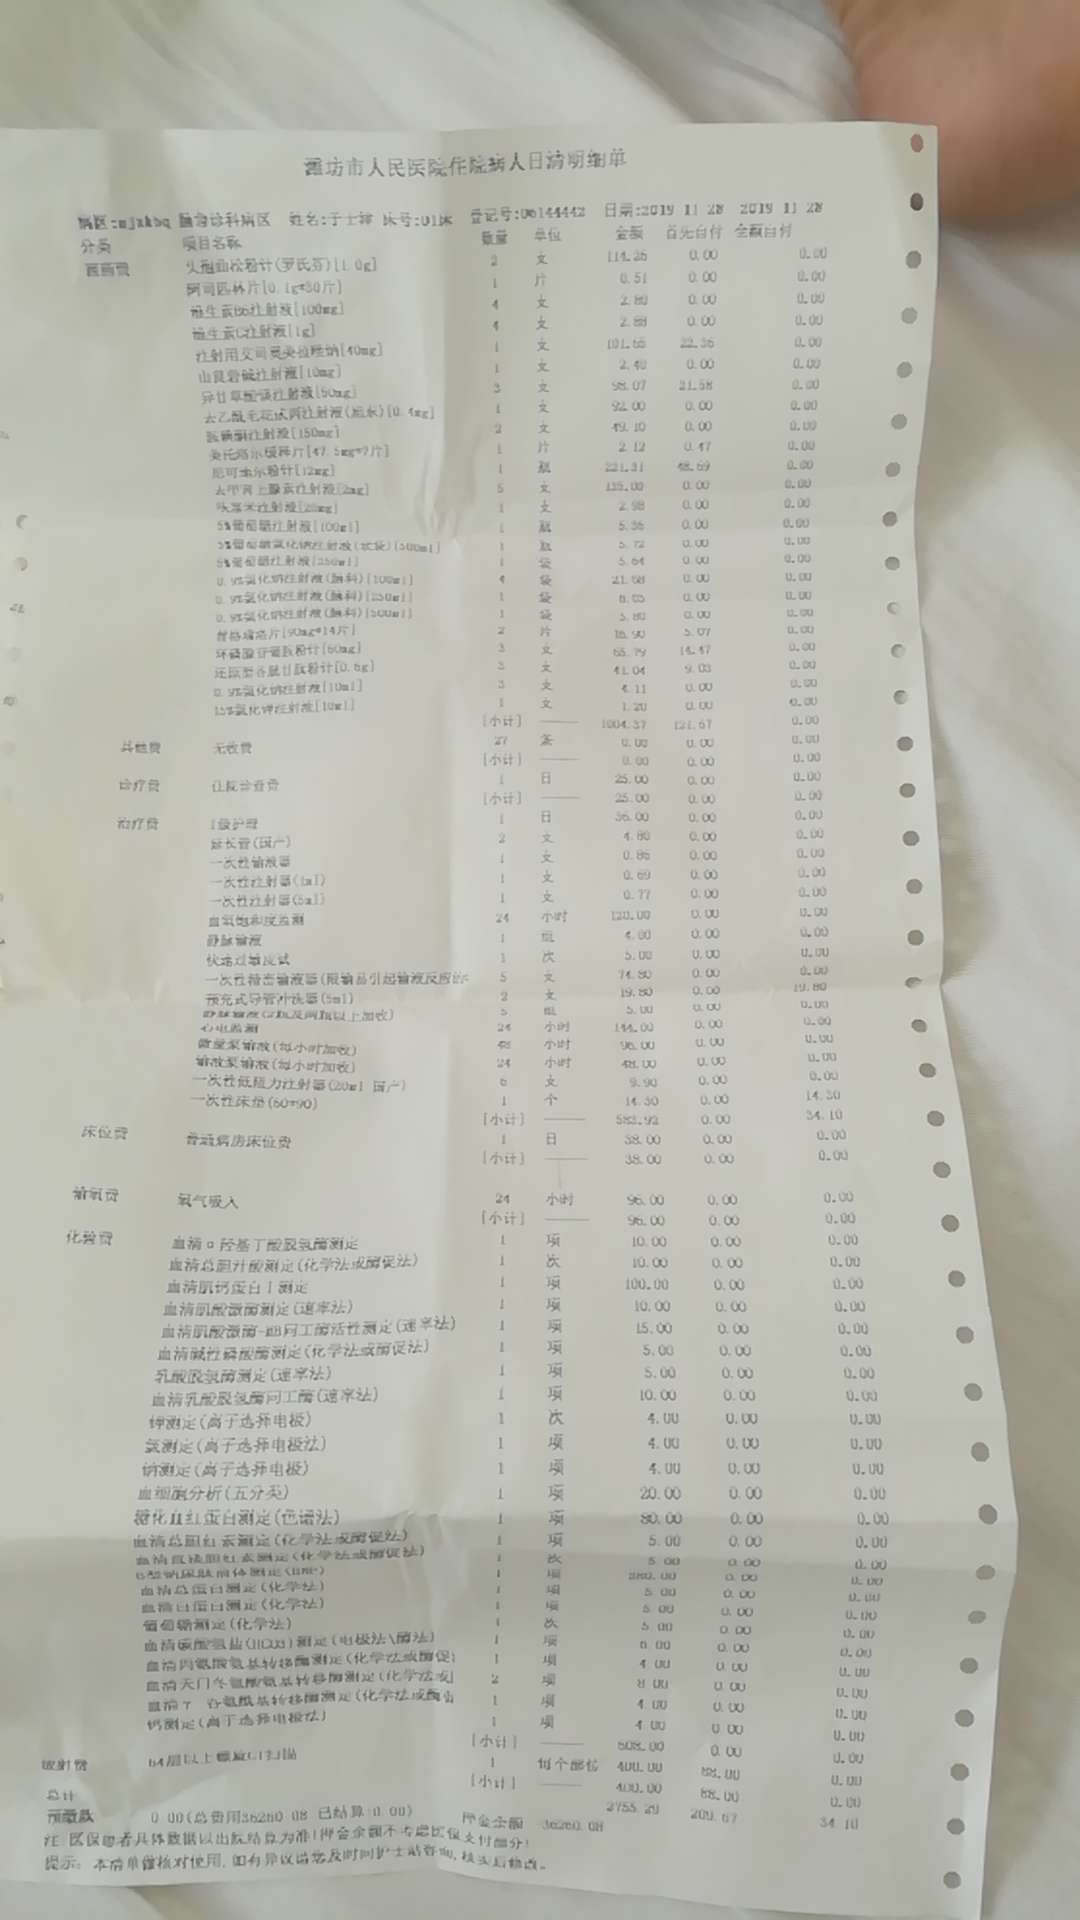 潍坊市人民医院住院病人日清明细单
病区: 姓名: 床号:01床 登记号:06144442 日期:2019 11 28 2019 11 28
分类 项目名称 数量 单位 金额 首先自付 全额自付
西药费 头孢曲松粉针(罗氏芬)[1.0g] 2 支 114.26 0.00 0.00
阿司匹林片[0.1g*30片] 1 片 0.51 0.00 0.00
维生素B6注射液[100mg] 4 支 2.80 0.00 0.00
维生素C注射液[1g] 4 支 2.88 0.00 0.00
注射用艾司奥美拉唑钠[40mg] 1 支 101.66 22.36 0.00
山莨菪碱注射液[10mg] 1 支 2.40 0.00 0.00
异甘草酸镁注射液[50mg] 3 支 98.07 21.58 0.00
去乙酰毛花苷注射液[0.4mg] 1 支 92.00 0.00 0.00
胺碘酮注射液[150mg] 2 支 49.10 0.00 0.00
美托洛尔缓释片[47.5mg*7片] 1 片 2.12 0.47 0.00
尼可地尔粉针[12mg] 1 瓶 221.31 48.69 0.00
去甲肾上腺素注射液[2mg] 5 支 135.00 0.00 0.00
呋塞米注射液[20mg] 1 支 2.98 0.00 0.00
5%葡萄糖注射液[100ml] 1 瓶 5.36 0.00 0.00
5%葡萄糖氯化钠注射液(软袋)[500ml] 1 瓶 5.72 0.00 0.00
5%葡萄糖注射液[250ml] 1 袋 5.64 0.00 0.00
0.9%氯化钠注射液[100ml] 4 袋 21.68 0.00 0.00
0.9%氯化钠注射液[250ml] 1 袋 6.05 0.00 0.00
0.9%氯化钠注射液[500ml] 1 袋 5.80 0.00 0.00
替格瑞洛片[90mg*14片] 2 片 16.90 5.07 0.00
环磷腺苷葡胺粉针[60mg] 3 支 65.79 14.47 0.00
还原型谷胱甘肽粉针[0.6g] 3 支 41.04 9.03 0.00
0.9%氯化钠注射液[10ml] 3 支 4.11 0.00 0.00
15%氯化钾注射液[10ml] 1 支 1.20 0.00 0.00
[小计] 1004.37 121.67 0.00
其他费 无收费 27 条 0.00 0.00 0.00
[小计] 0.00 0.00 0.00
诊疗费 住院诊查费 1 日 25.00 0.00 0.00
[小计] 25.00 0.00 0.00
治疗费 I级护理 1 日 36.00 0.00 0.00
延长管(国产) 2 支 4.80 0.00 0.00
一次性输液器 1 支 0.86 0.00 0.00
一次性注射器(1ml) 1 支 0.69 0.00 0.00
一次性注射器(5ml) 1 支 0.77 0.00 0.00
血氧饱和度监测 24 小时 120.00 0.00 0.00
静脉输液 1 组 4.00 0.00 0.00
快速过敏皮试 1 次 5.00 0.00 0.00
一次性精密输液器(限输易引起输液反应的 5 支 74.80 0.00 0.00
预充式导管冲洗器(5ml) 2 支 19.80 0.00 19.80
静脉输液(2瓶及两瓶以上加收) 5 组 5.00 0.00 0.00
心电监测 24 小时 144.00 0.00 0.00
微量泵输液(每小时加收) 48 小时 96.00 0.00 0.00
输液泵输液(每小时加收) 24 小时 48.00 0.00 0.00
一次性低阻力注射器(20ml 国产) 6 支 9.90 0.00 0.00
一次性床垫(60*90) 1 个 14.30 0.00 14.30
[小计] 583.92 0.00 34.10
床位费 普通病房床位费 1 日 38.00 0.00 0.00
[小计] 38.00 0.00 0.00
输氧费 氧气吸入 24 小时 96.00 0.00 0.00
[小计] 96.00 0.00 0.00
化验费 血清α羟基丁酸脱氢酶测定 1 项 10.00 0.00 0.00
血清总胆汁酸测定(化学法或酶促法) 1 次 10.00 0.00 0.00
血清肌钙蛋白Ⅰ测定 1 项 100.00 0.00 0.00
血清肌酸激酶测定(速率法) 1 项 10.00 0.00 0.00
血清肌酸激酶-MB同工酶活性测定(速率法) 1 项 15.00 0.00 0.00
血清碱性磷酸酶测定(化学法或酶促法) 1 项 5.00 0.00 0.00
乳酸脱氢酶测定(速率法) 1 项 5.00 0.00 0.00
血清乳酸脱氢酶同工酶(速率法) 1 项 10.00 0.00 0.00
钾测定(离子选择电极) 1 次 4.00 0.00 0.00
氯测定(离子选择电极法) 1 项 4.00 0.00 0.00
钠测定(离子选择电极) 1 项 4.00 0.00 0.00
血细胞分析(五分类) 1 项 20.00 0.00 0.00
糖化血红蛋白测定(色谱法) 1 项 80.00 0.00 0.00
血清总胆红素测定(化学法或酶促法) 1 项 5.00 0.00 0.00
血清直接胆红素测定(化学法或酶促法) 1 次 5.00 0.00 0.00
B型钠尿肽前体测定(BNP) 1 项 280.00 0.00 0.00
血清总蛋白测定(化学法) 1 项 5.00 0.00 0.00
血清白蛋白测定(化学法) 1 项 5.00 0.00 0.00
葡萄糖测定(化学法) 1 次 5.00 0.00 0.00
血清碳酸氢盐(HCO3)测定(电极法\酶法) 1 项 6.00 0.00 0.00
血清丙氨酸氨基转移酶测定(化学法或酶促 1 项 4.00 0.00 0.00
血清天门冬氨酸氨基转移酶测定(化学法或 2 项 8.00 0.00 0.00
血清γ-谷氨酰基转移酶测定(化学法或酶 1 项 4.00 0.00 0.00
钙测定(离子选择电极法) 1 项 4.00 0.00 0.00
[小计] 608.00 0.00 0.00
放射费 64层以上螺旋CT扫描 1 每个部位 400.00 88.00 0.00
[小计] 400.00 88.00 0.00
总计 2755.29 209.67 34.10
预缴款 0.00(总费用36260.08 已结算:0.00) 押金余额 -36260.08
注:医保患者具体数据以出院结算为准!押金余额不考虑医保支付部分!
提示: 本清单仅核对使用,如有异议请您及时向护士站咨询,核实后修改。